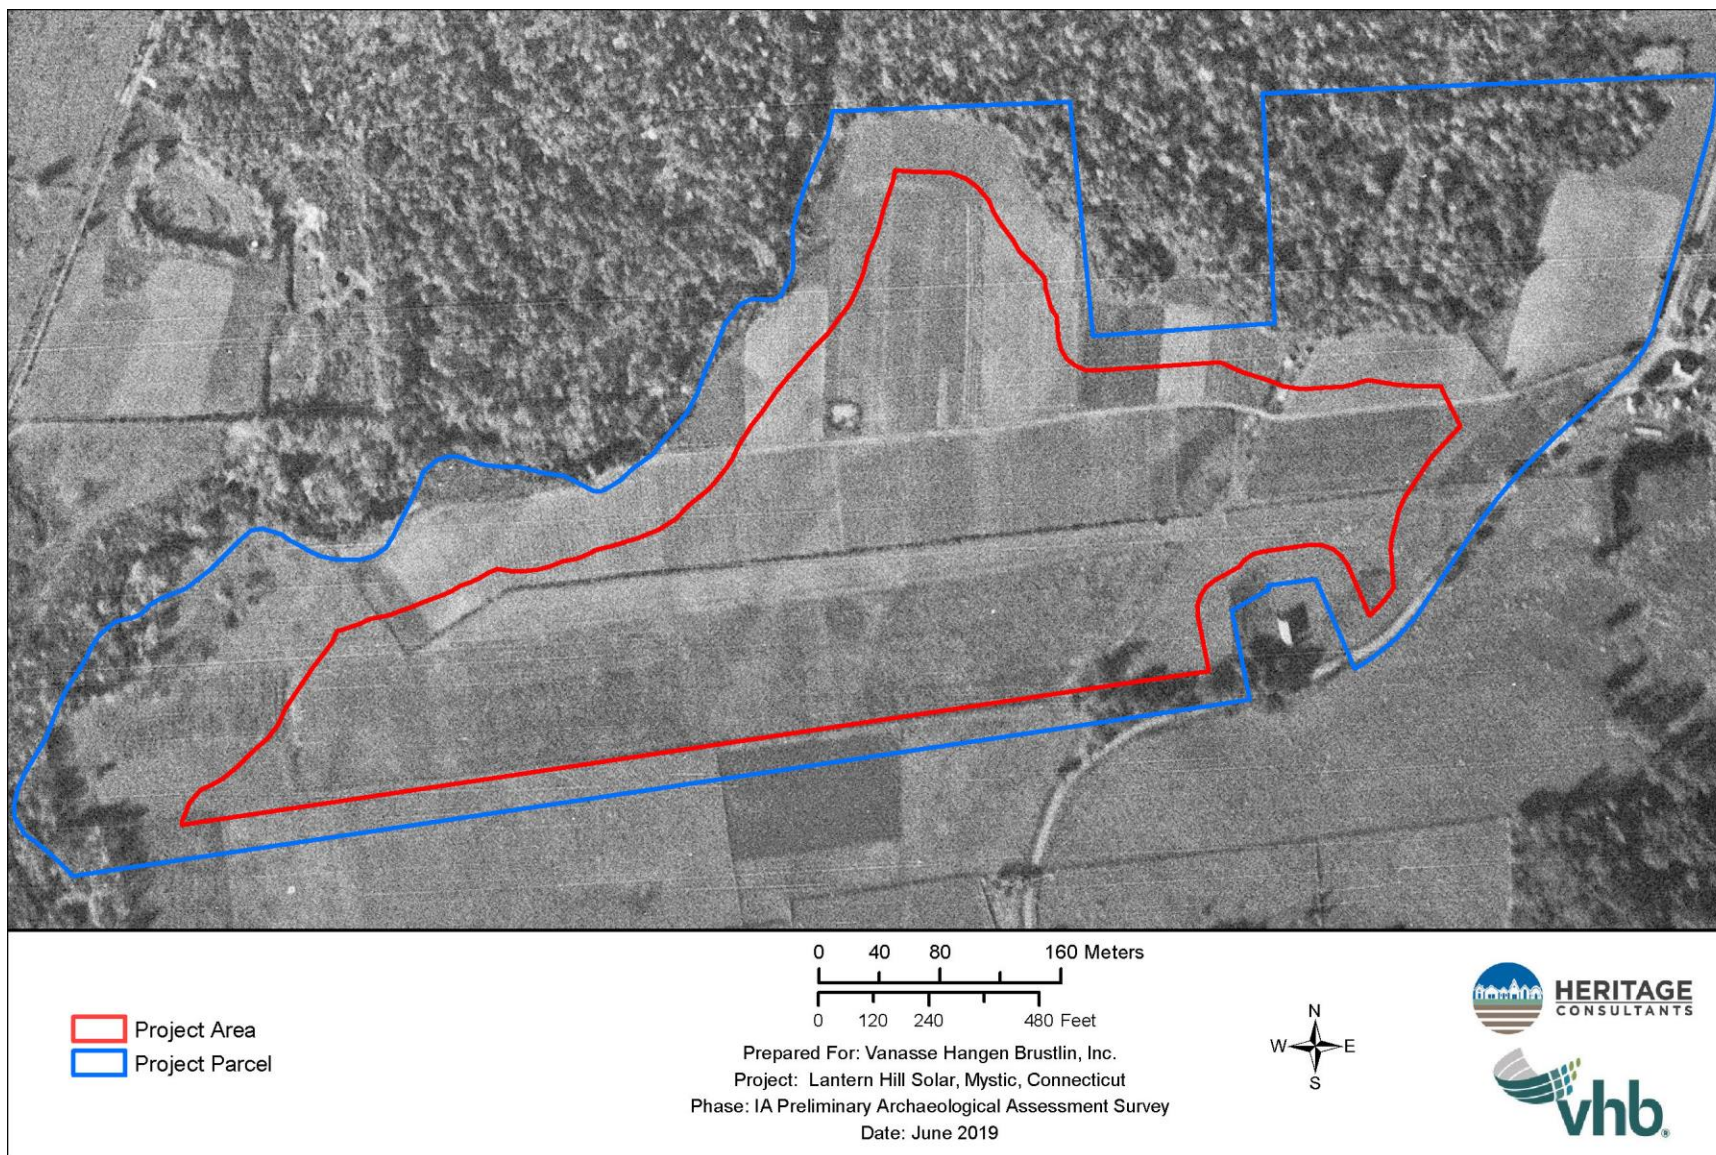 0 40 80 160 Meters
0 120 240 480 Feet
Project Area
Project Parcel
Prepared For: Vanasse Hangen Brustlin, Inc.
Project: Lantern Hill Solar, Mystic, Connecticut
Phase: IA Preliminary Archaeological Assessment Survey
Date: June 2019
N
W E
S
HERITAGE
CONSULTANTS
vhb®